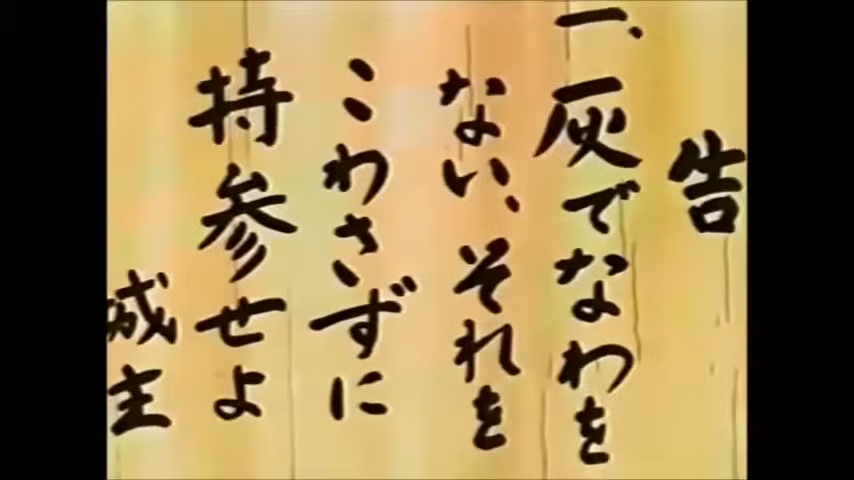 告
一、灰でなわを
ない、それを
こわさずに
持参せよ
城主